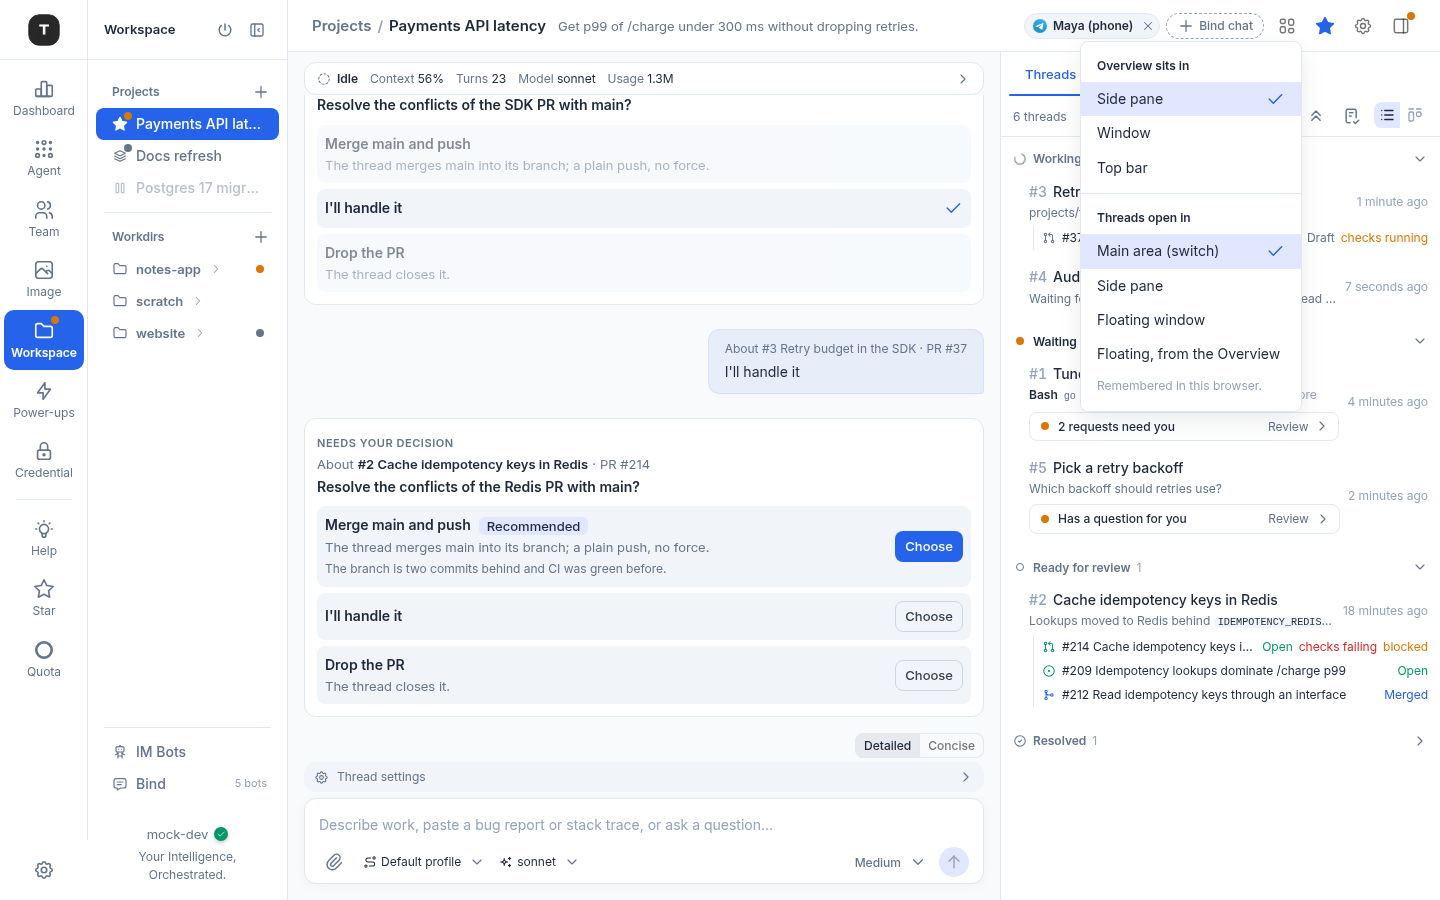 T
Workspace
Projects / Payments API latency Get p99 of /charge under 300 ms without dropping retries.
Maya (phone)
Bind chat
Dashboard
Agent
Team
Image
Workspace
Power-ups
Credential
Help
Star
Quota
Projects
Payments API lat...
Docs refresh
Postgres 17 migr...
Workdirs
notes-app
scratch
website
IM Bots
Bind 5 bots
mock-dev
Your Intelligence,
Orchestrated.
Idle Context 56% Turns 23 Model sonnet Usage 1.3M
Resolve the conflicts of the SDK PR with main?
Merge main and push
The thread merges main into its branch; a plain push, no force.
I'll handle it
Drop the PR
The thread closes it.
About #3 Retry budget in the SDK · PR #37
I'll handle it
NEEDS YOUR DECISION
About #2 Cache idempotency keys in Redis · PR #214
Resolve the conflicts of the Redis PR with main?
Merge main and push Recommended
The thread merges main into its branch; a plain push, no force.
The branch is two commits behind and CI was green before.
Choose
I'll handle it
Choose
Drop the PR
The thread closes it.
Choose
Detailed Concise
Thread settings
Describe work, paste a bug report or stack trace, or ask a question...
Default profile
sonnet
Medium
Threads
6 threads
Overview sits in
Side pane
Window
Top bar
Threads open in
Main area (switch)
Side pane
Floating window
Floating, from the Overview
Remembered in this browser.
Working
#3 Retr
1 minute ago
projects/
#37
Draft checks running
#4 Aud
7 seconds ago
Waiting f
ead ...
Waiting
#1 Tun
4 minutes ago
Bash go
ore
2 requests need you Review
#5 Pick a retry backoff
Which backoff should retries use?
2 minutes ago
Has a question for you Review
Ready for review 1
#2 Cache idempotency keys in Redis
18 minutes ago
Lookups moved to Redis behind IDEMPOTENCY_REDIS...
#214 Cache idempotency keys i... Open checks failing blocked
#209 Idempotency lookups dominate /charge p99 Open
#212 Read idempotency keys through an interface Merged
Resolved 1